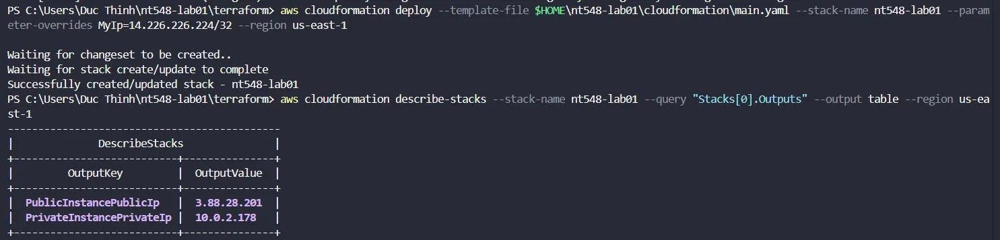 PS C:\Users\Duc Thinh\nt548-lab01\terraform> aws cloudformation deploy --template-file $HOME\nt548-lab01\cloudformation\main.yaml --stack-name nt548-lab01 --param
eter-overrides MyIp=14.226.226.224/32 --region us-east-1
Waiting for changeset to be created..
Waiting for stack create/update to complete
Successfully created/updated stack - nt548-lab01
PS C:\Users\Duc Thinh\nt548-lab01\terraform> aws cloudformation describe-stacks --stack-name nt548-lab01 --query "Stacks[0].Outputs" --output table --region us-ea
st-1
---------------------------------------------
|              DescribeStacks               |
+---------------------------+---------------+
|         OutputKey         |  OutputValue  |
+---------------------------+---------------+
|  PublicInstancePublicIp   |  3.88.28.201  |
|  PrivateInstancePrivateIp |  10.0.2.178   |
+---------------------------+---------------+